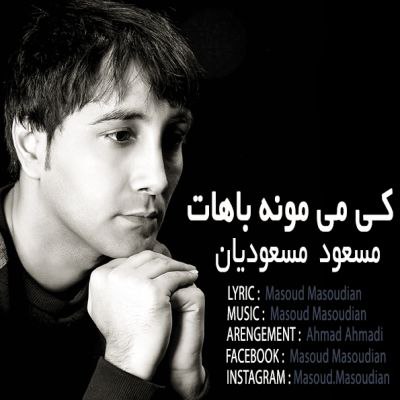 کی می مونه باهات
مسعود مسعودیان
LYRIC : Masoud Masoudian
MUSIC : Masoud Masoudian
ARENGEMENT : Ahmad Ahmadi
FACEBOOK : Masoud Masoudian
INSTAGRAM : Masoud.Masoudian